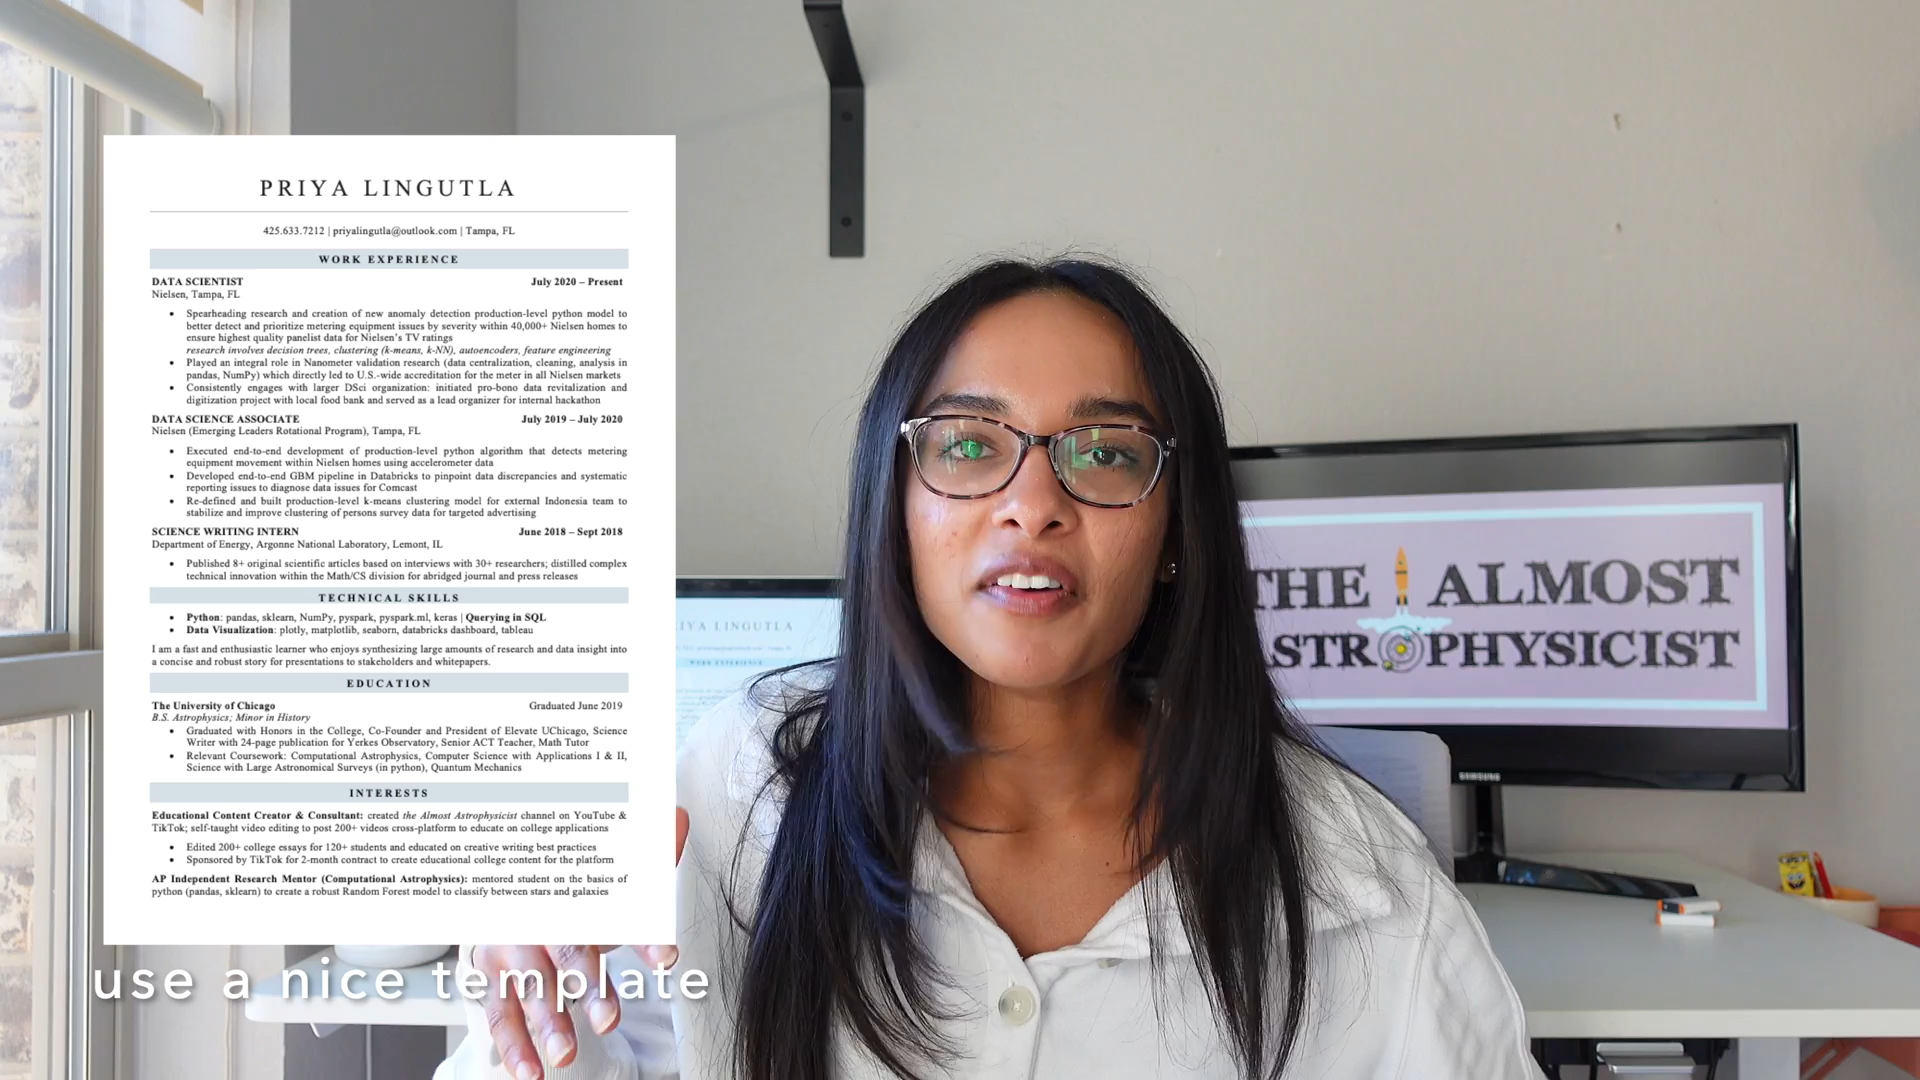 PRIYA LINGUTLA
425.633.7212 | priyalingutla@outlook.com | Tampa, FL
WORK EXPERIENCE
DATA SCIENTIST July 2020 – Present
Nielsen, Tampa, FL
• Spearheading research and creation of new anomaly detection production-level python model to
better detect and prioritize metering equipment issues by severity within 40,000+ Nielsen homes to
ensure highest quality panelist data for Nielsen's TV ratings
research involves decision trees, clustering (k-means, k-NN), autoencoders, feature engineering
• Played an integral role in Nanometer validation research (data centralization, cleaning, analysis in
pandas, NumPy) which directly led to U.S.-wide accreditation for the meter in all Nielsen markets
• Consistently engages with larger DSci organization: initiated pro-bono data revitalization and
digitization project with local food bank and served as a lead organizer for internal hackathon
DATA SCIENCE ASSOCIATE July 2019 – July 2020
Nielsen (Emerging Leaders Rotational Program), Tampa, FL
• Executed end-to-end development of production-level python algorithm that detects metering
equipment movement within Nielsen homes using accelerometer data
• Developed end-to-end GBM pipeline in Databricks to pinpoint data discrepancies and systematic
reporting issues to diagnose data issues for Comcast
• Re-defined and built production-level k-means clustering model for external Indonesia team to
stabilize and improve clustering of persons survey data for targeted advertising
SCIENCE WRITING INTERN June 2018 – Sept 2018
Department of Energy, Argonne National Laboratory, Lemont, IL
• Published 8+ original scientific articles based on interviews with 30+ researchers; distilled complex
technical innovation within the Math/CS division for abridged journal and press releases
TECHNICAL SKILLS
• Python: pandas, sklearn, NumPy, pyspark, pyspark.ml, keras | Querying in SQL
• Data Visualization: plotly, matplotlib, seaborn, databricks dashboard, tableau
I am a fast and enthusiastic learner who enjoys synthesizing large amounts of research and data insight into
a concise and robust story for presentations to stakeholders and whitepapers.
EDUCATION
The University of Chicago Graduated June 2019
B.S. Astrophysics; Minor in History
• Graduated with Honors in the College, Co-Founder and President of Elevate UChicago, Science
Writer with 24-page publication for Yerkes Observatory, Senior ACT Teacher, Math Tutor
• Relevant Coursework: Computational Astrophysics, Computer Science with Applications I & II,
Science with Large Astronomical Surveys (in python), Quantum Mechanics
INTERESTS
Educational Content Creator & Consultant: created the Almost Astrophysicist channel on YouTube &
TikTok; self-taught video editing to post 200+ videos cross-platform to educate on college applications
• Edited 200+ college essays for 120+ students and educated on creative writing best practices
• Sponsored by TikTok for 2-month contract to create educational college content for the platform
AP Independent Research Mentor (Computational Astrophysics): mentored student on the basics of
python (pandas, sklearn) to create a robust Random Forest model to classify between stars and galaxies
use a nice template
IYA LINGUTLA
WORK EXPERIENCE
THE ALMOST
ASTROPHYSICIST
SAMSUNG